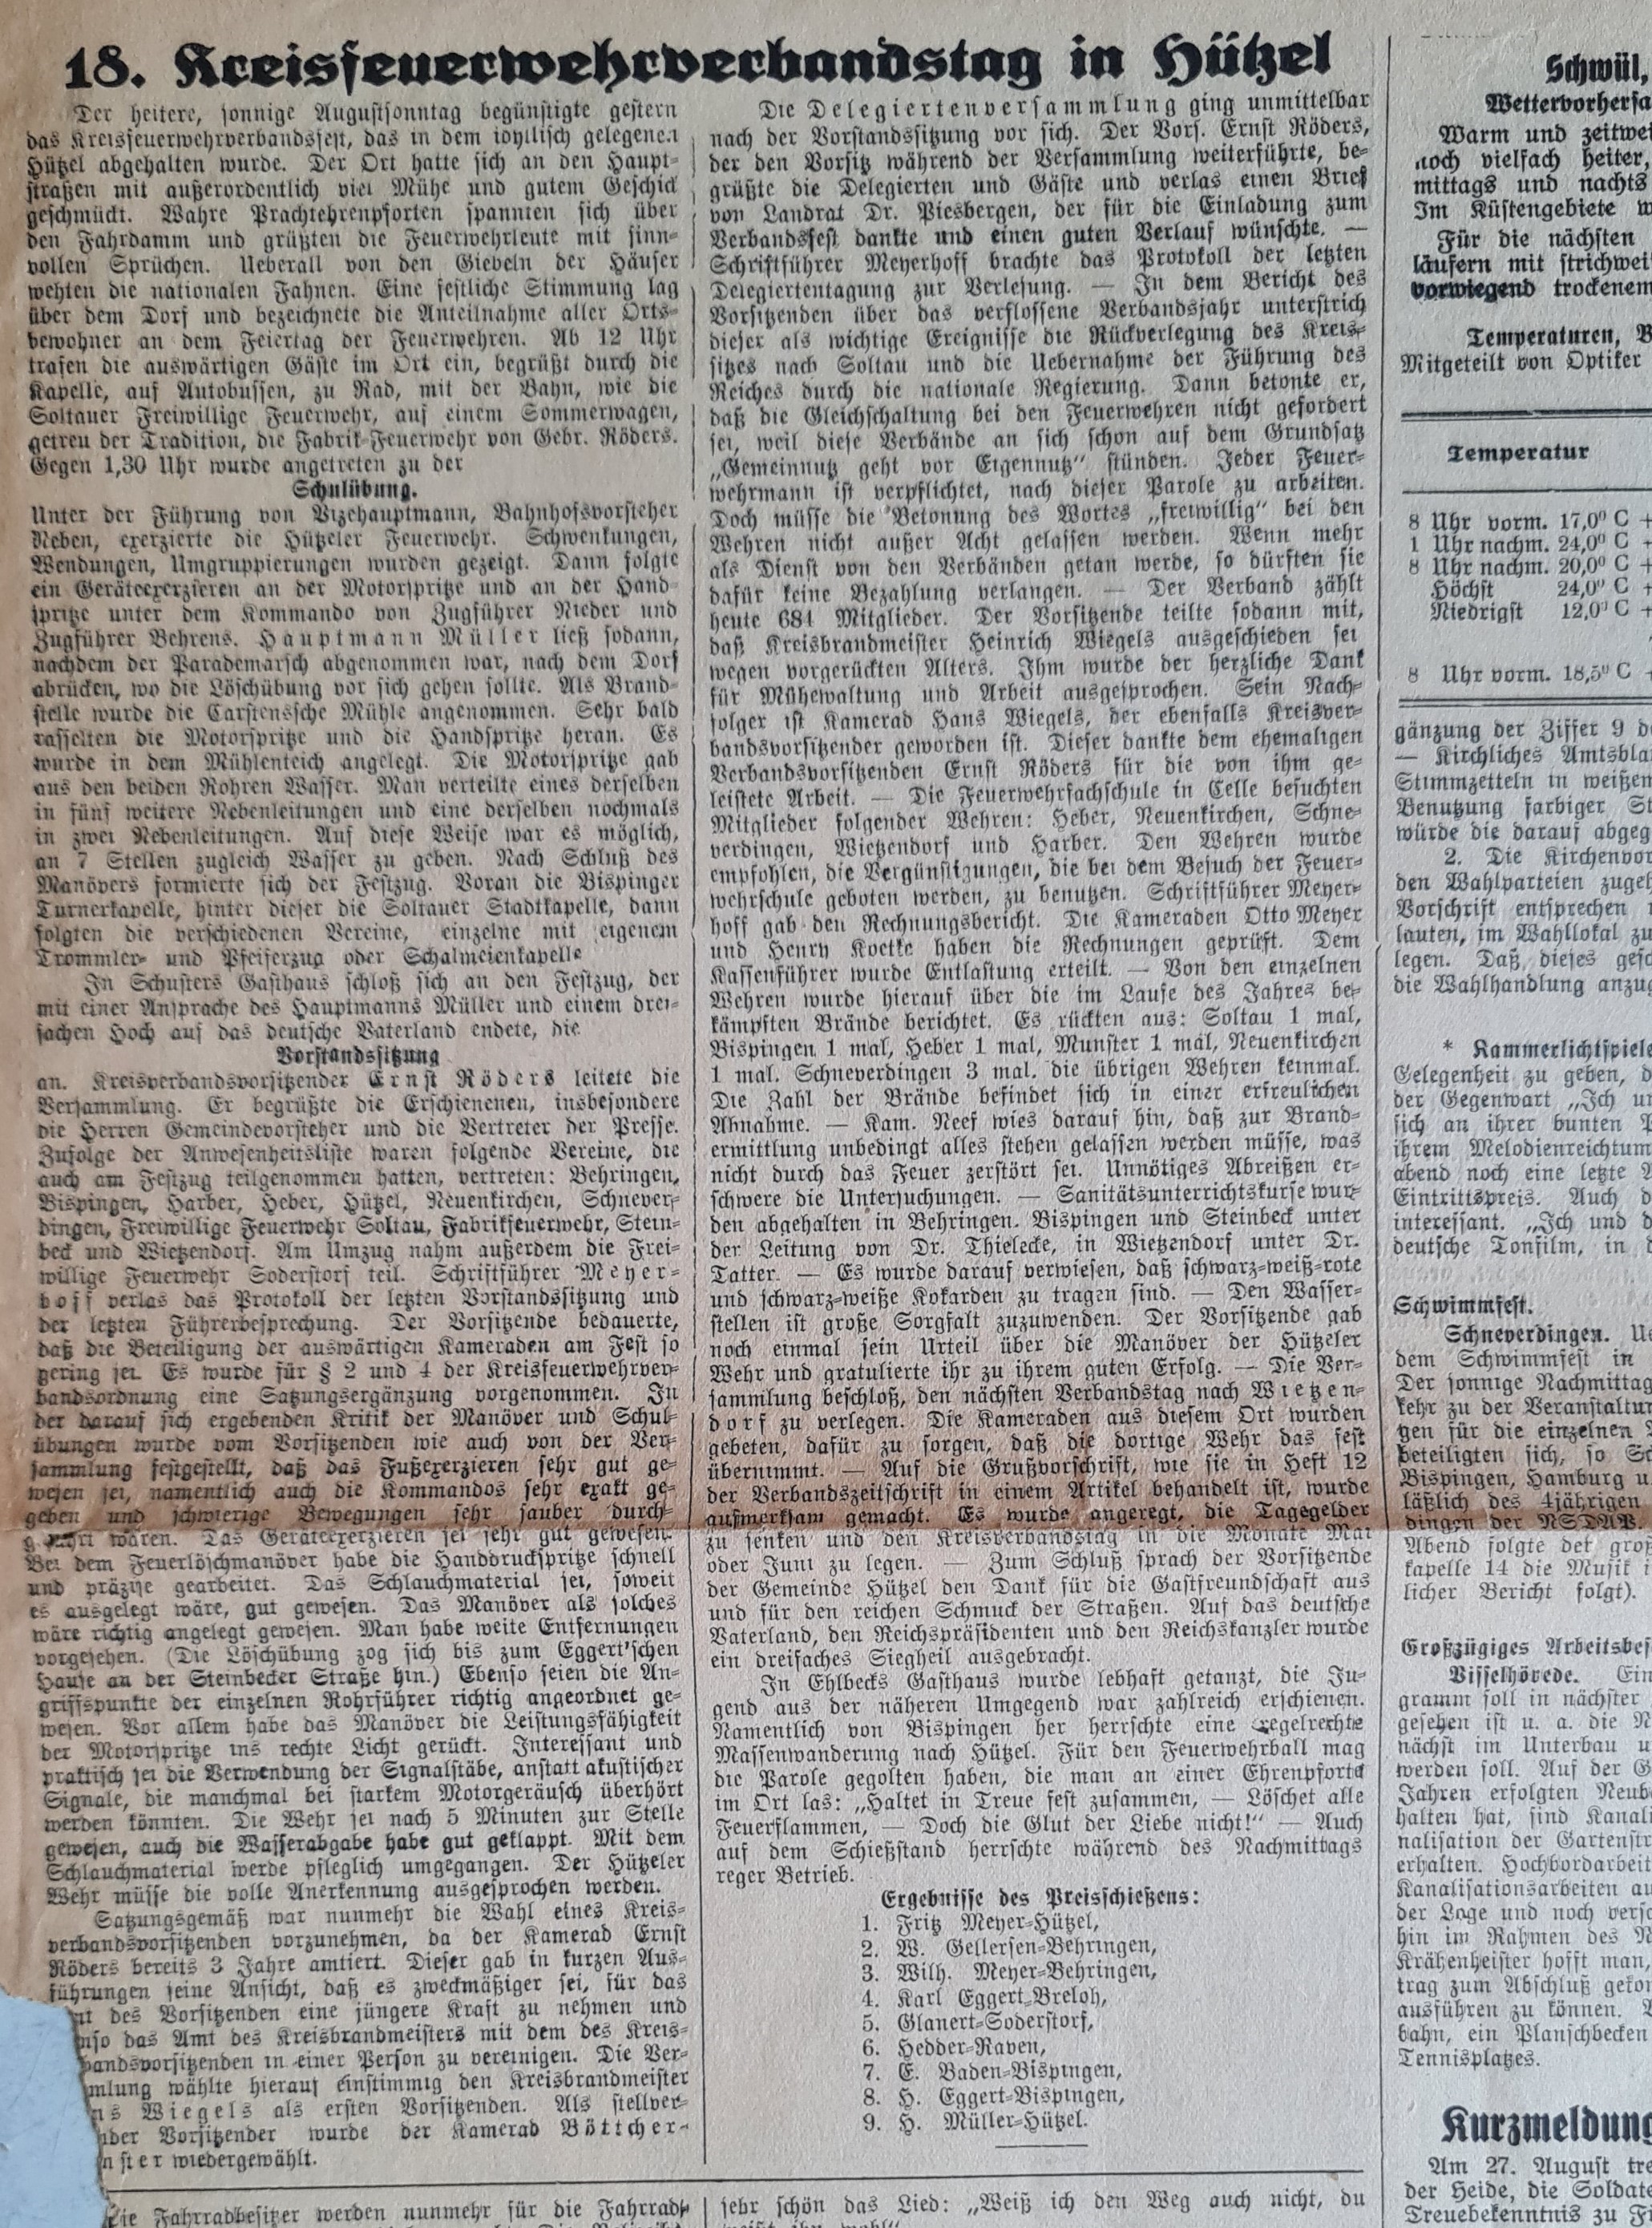 18. Kreisfeuerwehrverbandstag in Hützel
Der heitere, sonnige Augustsonntag begünstigte gestern
das Kreisfeuerwehrverbandsfest, das in dem idyllisch gelegenen
Hützel abgehalten wurde. Der Ort hatte sich an den Haupt-
straßen mit außerordentlich viel Mühe und gutem Geschick
geschmückt. Wahre Prachtehrenpforten spannten sich über
den Fahrdamm und grüßten die Feuerwehrleute mit sinn-
vollen Sprüchen. Ueberall von den Giebeln der Häuser
wehten die nationalen Fahnen. Eine festliche Stimmung lag
über dem Dorf und bezeichnete die Anteilnahme aller Orts-
bewohner an dem Feiertag der Feuerwehren. Ab 12 Uhr
trafen die auswärtigen Gäste im Ort ein, begrüßt durch die
Kapelle, auf Autobussen, zu Rad, mit der Bahn, wie die
Soltauer Freiwillige Feuerwehr, auf einem Sommerwagen,
getreu der Tradition, die Fabrik-Feuerwehr von Gebr. Röders.
Gegen 1,30 Uhr wurde angetreten zu der
Schulübung.
Unter der Führung von Vizehauptmann, Bahnhofsvorsteher
Neben, exerzierte die Hützeler Feuerwehr. Schwenkungen,
Wendungen, Umgruppierungen wurden gezeigt. Dann folgte
ein Geräteexerzieren an der Motorspritze und an der Hand-
spritze unter dem Kommando von Zugführer Nieder und
Zugführer Behrens. Hauptmann Müller ließ sodann,
nachdem der Parademarsch abgenommen war, nach dem Dorf
abrücken, wo die Löschübung vor sich gehen sollte. Als Brand-
stelle wurde die Carstenssche Mühle angenommen. Sehr bald
rasselten die Motorspritze und die Handspritze heran. Es
wurde in dem Mühlenteich angelegt. Die Motorspritze gab
aus den beiden Rohren Wasser. Man verteilte eines derselben
in fünf weitere Nebenleitungen und eine derselben nochmals
in zwei Nebenleitungen. Auf diese Weise war es möglich,
an 7 Stellen zugleich Wasser zu geben. Nach Schluß des
Manövers formierte sich der Festzug. Voran die Bispinger
Turnerkapelle, hinter dieser die Soltauer Stadtkapelle, dann
folgten die verschiedenen Vereine, einzelne mit eigenem
Trommler- und Pfeiferzug oder Schalmeienkapelle
In Schusters Gasthaus schloß sich an den Festzug, der
mit einer Ansprache des Hauptmanns Müller und einem drei-
fachen Hoch auf das deutsche Vaterland endete, die
Vorstandssitzung
an. Kreisverbandsvorsitzender Ernst Röders leitete die
Versammlung. Er begrüßte die Erschienenen, insbesondere
die Herren Gemeindevorsteher und die Vertreter der Presse.
Zufolge der Anwesenheitsliste waren folgende Vereine, die
auch am Festzug teilgenommen hatten, vertreten: Behringen,
Bispingen, Harber, Heber, Hützel, Neuenkirchen, Schnever-
dingen, Freiwillige Feuerwehr Soltau, Fabrikfeuerwehr, Stein-
beck und Wietzendorf. Am Umzug nahm außerdem die Frei-
willige Feuerwehr Soderstorf teil. Schriftführer Meyer-
hoff verlas das Protokoll der letzten Vorstandssitzung und
der letzten Führerbesprechung. Der Vorsitzende bedauerte,
daß die Beteiligung der auswärtigen Kameraden am Fest so
gering sei. Es wurde für § 2 und 4 der Kreisfeuerwehrver-
bandsordnung eine Satzungsergänzung vorgenommen. In
der darauf sich ergebenden Kritik der Manöver und Schul-
übungen wurde vom Vorsitzenden wie auch von der Ver-
sammlung festgestellt, daß das Fußexerzieren sehr gut ge-
wesen sei, namentlich auch die Kommandos sehr exakt ge-
geben und schwierige Bewegungen sehr sauber durch-
wären. Das Geräteexerzieren sei sehr gut gewesen.
Bei dem Feuerlöschmanöver habe die Handdruckspritze schnell
und präzise gearbeitet. Das Schlauchmaterial sei, soweit
es ausgelegt wäre, gut gewesen. Das Manöver als solches
wäre richtig angelegt gewesen. Man habe weite Entfernungen
vorgesehen. (Die Löschübung zog sich bis zum Eggert'schen
Hause an der Steinbecker Straße hin.) Ebenso seien die An-
griffspunkte der einzelnen Rohrführer richtig angeordnet ge-
wesen. Vor allem habe das Manöver die Leistungsfähigkeit
der Motorspritze ins rechte Licht gerückt. Interessant und
praktisch sei die Verwendung der Signalstäbe, anstatt akustischer
Signale, die manchmal bei starkem Motorgeräusch überhört
werden könnten. Die Wehr sei nach 5 Minuten zur Stelle
gewesen, auch die Wasserabgabe habe gut geklappt. Mit dem
Schlauchmaterial werde pfleglich umgegangen. Der Hützeler
Wehr müsse die volle Anerkennung ausgesprochen werden.
Satzungsgemäß war nunmehr die Wahl eines Kreis-
verbandsvorsitzenden vorzunehmen, da der Kamerad Ernst
Röders bereits 3 Jahre amtiert. Dieser gab in kurzen Aus-
führungen seine Ansicht, daß es zweckmäßiger sei, für das
nt des Vorsitzenden eine jüngere Kraft zu nehmen und
nso das Amt des Kreisbrandmeisters mit dem des Kreis-
bandsvorsitzenden in einer Person zu vereinigen. Die Ver-
mlung wählte hierauf einstimmig den Kreisbrandmeister
ns Wiegels als ersten Vorsitzenden. Als stellver-
nder Vorsitzender wurde der Kamerad Böttcher-
nster wiedergewählt.
Die Delegiertenversammlung ging unmittelbar
nach der Vorstandssitzung vor sich. Der Vors. Ernst Röders,
der den Vorsitz während der Versammlung weiterführte, be-
grüßte die Delegierten und Gäste und verlas einen Brief
von Landrat Dr. Piesbergen, der für die Einladung zum
Verbandsfest dankte und einen guten Verlauf wünschte. —
Schriftführer Meyerhoff brachte das Protokoll der letzten
Delegiertentagung zur Verlesung. — In dem Bericht des
Vorsitzenden über das verflossene Verbandsjahr unterstrich
dieser als wichtige Ereignisse die Rückverlegung des Kreis-
sitzes nach Soltau und die Uebernahme der Führung des
Reiches durch die nationale Regierung. Dann betonte er,
daß die Gleichschaltung bei den Feuerwehren nicht gefordert
sei, weil diese Verbände an sich schon auf dem Grundsatz
„Gemeinnutz geht vor Eigennutz“ stünden. Jeder Feuer-
wehrmann ist verpflichtet, nach dieser Parole zu arbeiten.
Doch müsse die Betonung des Wortes „freiwillig“ bei den
Wehren nicht außer Acht gelassen werden. Wenn mehr
als Dienst von den Verbänden getan werde, so dürften sie
dafür keine Bezahlung verlangen. — Der Verband zählt
heute 684 Mitglieder. Der Vorsitzende teilte sodann mit,
daß Kreisbrandmeister Heinrich Wiegels ausgeschieden sei
wegen vorgerückten Alters. Ihm wurde der herzliche Dank
für Mühewaltung und Arbeit ausgesprochen. Sein Nach-
folger ist Kamerad Hans Wiegels, der ebenfalls Kreisver-
bandsvorsitzender geworden ist. Dieser dankte dem ehemaligen
Verbandsvorsitzenden Ernst Röders für die von ihm ge-
leistete Arbeit. — Die Feuerwehrfachschule in Celle besuchten
Mitglieder folgender Wehren: Heber, Neuenkirchen, Schne-
verdingen, Wietzendorf und Harber. Den Wehren wurde
empfohlen, die Vergünstigungen, die bei dem Besuch der Feuer-
wehrschule geboten werden, zu benutzen. Schriftführer Meyer-
hoff gab den Rechnungsbericht. Die Kameraden Otto Meyer
und Henry Koetke haben die Rechnungen geprüft. Dem
Kassenführer wurde Entlastung erteilt. — Von den einzelnen
Wehren wurde hierauf über die im Laufe des Jahres be-
kämpften Brände berichtet. Es rückten aus: Soltau 1 mal,
Bispingen 1 mal, Heber 1 mal, Munster 1 mal, Neuenkirchen
1 mal. Schneverdingen 3 mal. die übrigen Wehren keinmal.
Die Zahl der Brände befindet sich in einer erfreulichen
Abnahme. — Kam. Neef wies darauf hin, daß zur Brand-
ermittlung unbedingt alles stehen gelassen werden müsse, was
nicht durch das Feuer zerstört sei. Unnötiges Abreißen er-
schwere die Untersuchungen. — Sanitätsunterrichtskurse wur-
den abgehalten in Behringen. Bispingen und Steinbeck unter
der Leitung von Dr. Thielecke, in Wietzendorf unter Dr.
Tatter. — Es wurde darauf verwiesen, daß schwarz-weiß-rote
und schwarz-weiße Kokarden zu tragen sind. — Den Wasser-
stellen ist große Sorgfalt zuzuwenden. Der Vorsitzende gab
noch einmal sein Urteil über die Manöver der Hützeler
Wehr und gratulierte ihr zu ihrem guten Erfolg. — Die Ver-
sammlung beschloß, den nächsten Verbandstag nach Wietzen-
dorf zu verlegen. Die Kameraden aus diesem Ort wurden
gebeten, dafür zu sorgen, daß die dortige Wehr das fest
übernimmt. — Auf die Grußvorschrift, wie sie in Heft 12
der Verbandszeitschrift in einem Artikel behandelt ist, wurde
aufmerksam gemacht. Es wurde angeregt, die Tagegelder
zu senken und den Kreisverbandstag in die Monate Mai
oder Juni zu legen. — Zum Schluß sprach der Vorsitzende
der Gemeinde Hützel den Dank für die Gastfreundschaft aus
und für den reichen Schmuck der Straßen. Auf das deutsche
Vaterland, den Reichspräsidenten und den Reichskanzler wurde
ein dreifaches Siegheil ausgebracht.
In Ehlbecks Gasthaus wurde lebhaft getanzt, die Ju-
gend aus der näheren Umgegend war zahlreich erschienen.
Namentlich von Bispingen her herrschte eine regelrechte
Massenwanderung nach Hützel. Für den Feuerwehrball mag
die Parole gegolten haben, die man an einer Ehrenpforte
im Ort las: „Haltet in Treue fest zusammen, — Löschet alle
Feuerflammen, — Doch die Glut der Liebe nicht!“ — Auch
auf dem Schießstand herrschte während des Nachmittags
reger Betrieb.
Ergebnisse des Preisschießens:
1. Fritz Meyer-Hützel,
2. W. Gellersen-Behringen,
3. Wilh. Meyer-Behringen,
4. Karl Eggert-Breloh,
5. Glanert-Soderstorf,
6. Hedder-Raven,
7. E. Baden-Bispingen,
8. H. Eggert-Bispingen,
9. H. Müller-Hützel.
Die Fahrradbesitzer werden nunmehr für die Fahrrad-
sehr schön das Lied: „Weiß ich den Weg auch nicht, du
Schwül,
Wettervorhersa
Warm und zeitwei
noch vielfach heiter,
mittags und nachts
Im Küstengebiete w
Für die nächsten
läufern mit strichwei
vorwiegend trockenem
Temperaturen, B
Mitgeteilt von Optiker
Temperatur
8 Uhr vorm. 17,0° C +
1 Uhr nachm. 24,0° C +
8 Uhr nachm. 20,0° C +
Höchst 24,0° C +
Niedrigst 12,0° C +
8 Uhr vorm. 18,5° C +
gänzung der Ziffer 9 de
— Kirchliches Amtsbla
Stimmzetteln in weißen
Benutzung farbiger St
würde die darauf abgeg
2. Die Kirchenvor
den Wahlparteien zugel
Vorschrift entsprechen
lauten, im Wahllokal zu
legen. Daß dieses gesc
die Wahlhandlung anzug
* Kammerlichtspiele
Gelegenheit zu geben, d
der Gegenwart „Ich un
sich an ihrer bunten P
ihrem Melodienreichtum
abend noch eine letzte A
Eintrittspreis. Auch d
interessant. „Ich und d
deutsche Tonfilm, in d
Schwimmfest.
Schneverdingen. Ue
dem Schwimmfest in
Der sonnige Nachmittag
kehr zu der Veranstaltun
gen für die einzelnen
beteiligten sich, so Sc
Bispingen, Hamburg u.
läßlich des 4jährigen
dingen der NSDAP.
Abend folgte der groß
kapelle 14 die Musik
licher Bericht folgt).
Großzügiges Arbeitsbes
Visselhövede. Ein
gramm soll in nächster
gesehen ist u. a. die N
nächst im Unterbau u
werden soll. Auf der G
Jahren erfolgten Neub
halten hat, sind Kanal
nalisation der Gartenstr
erhalten. Hochbordarbeit
Kanalisationsarbeiten au
der Lage und noch versc
hin im Rahmen des N
Krähenheister hofft man,
trag zum Abschluß gekom
ausführen zu können.
bahn, ein Planschbecken
Tennisplatzes.
Kurzmeldung
Am 27. August tre
der Heide, die Soldate
Treuebekenntnis zu F